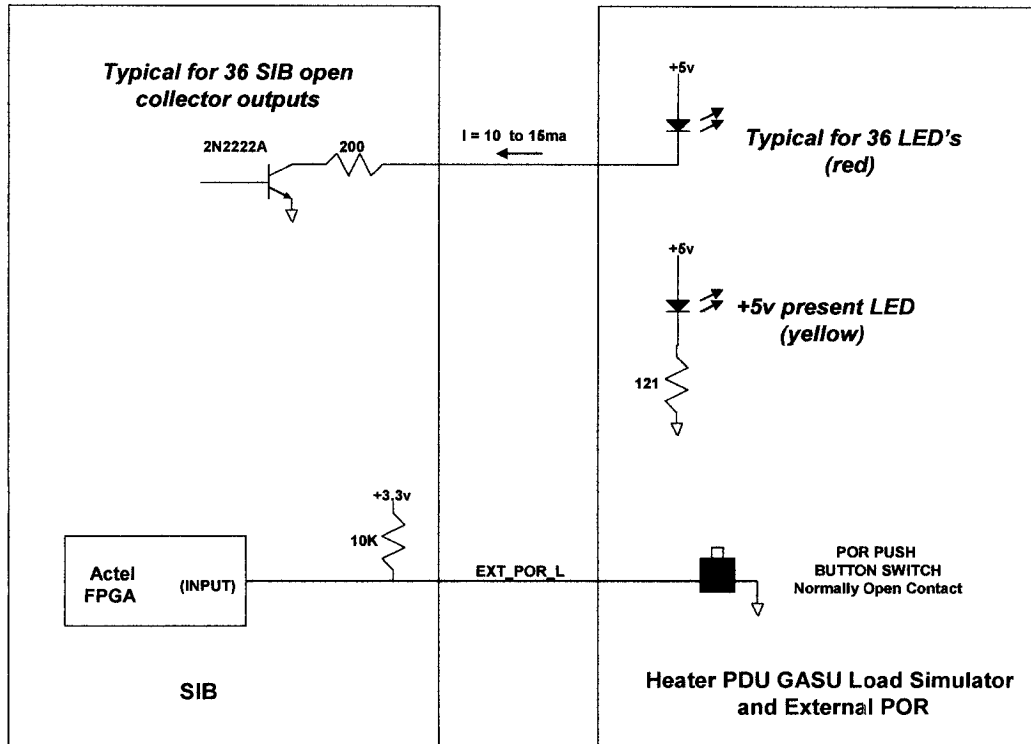 Typical for 36 SIB open
collector outputs
2N2222A
200
I = 10 to 15ma
+5v
Typical for 36 LED's
(red)
+5v
+5v present LED
(yellow)
121
+3.3v
10K
Actel
FPGA
(INPUT)
EXT_POR_L
POR PUSH
BUTTON SWITCH
Normally Open Contact
SIB
Heater PDU GASU Load Simulator
and External POR